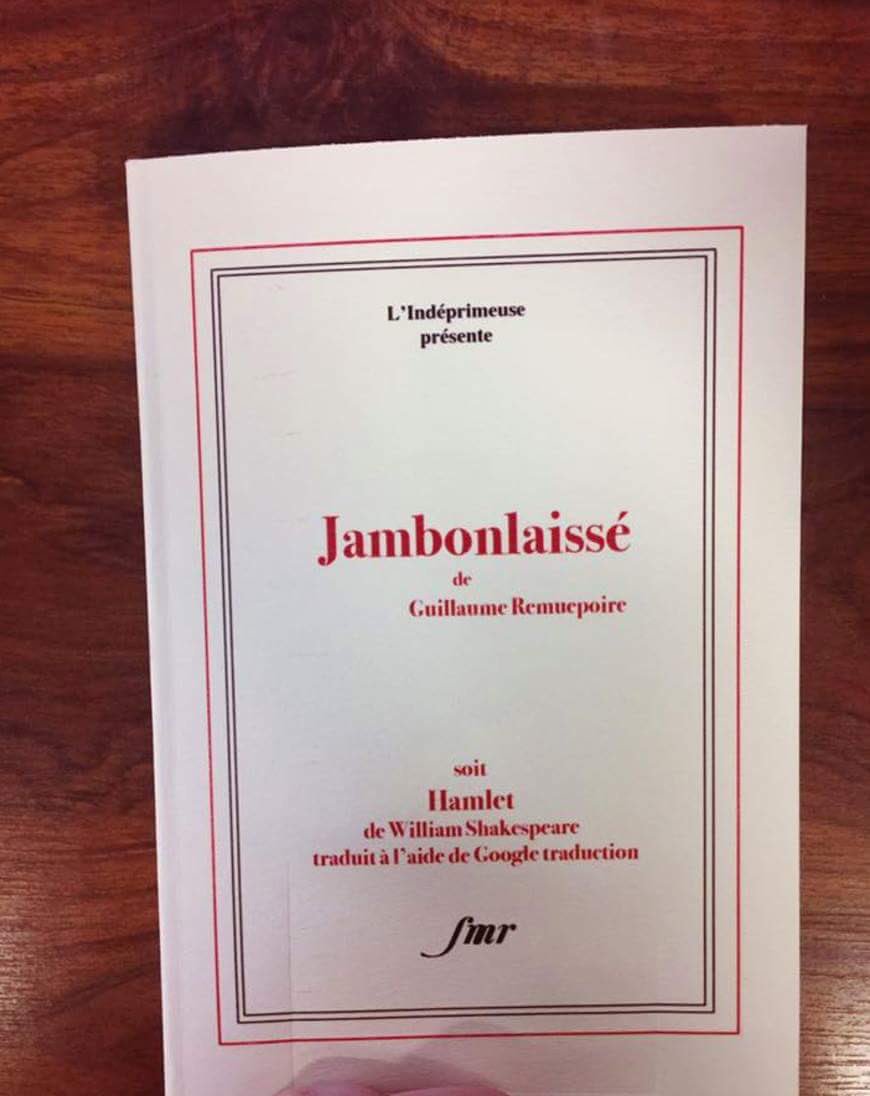 L'Indéprimeuse
présente
Jambonlaissé
de
Guillaume Remuepoire
soit
Hamlet
de William Shakespeare
traduit à l'aide de Google traduction
fmr